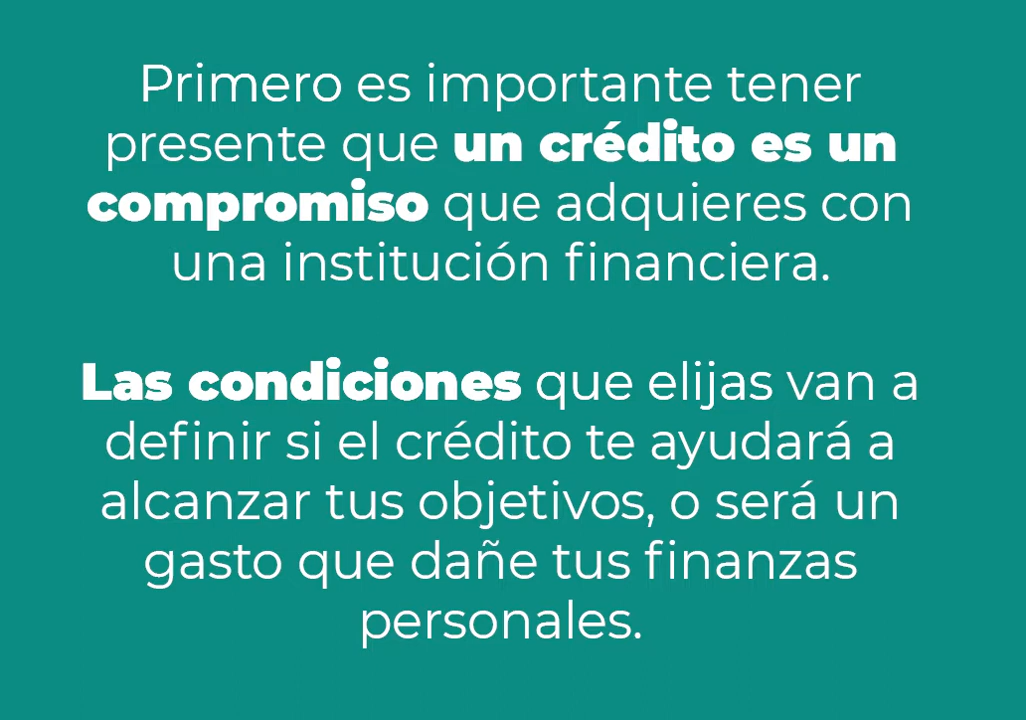 Primero es importante tener
presente que un crédito es un
compromiso que adquieres con
una institución financiera.
Las condiciones que elijas van a
definir si el crédito te ayudará a
alcanzar tus objetivos, o será un
gasto que dañe tus finanzas
personales.